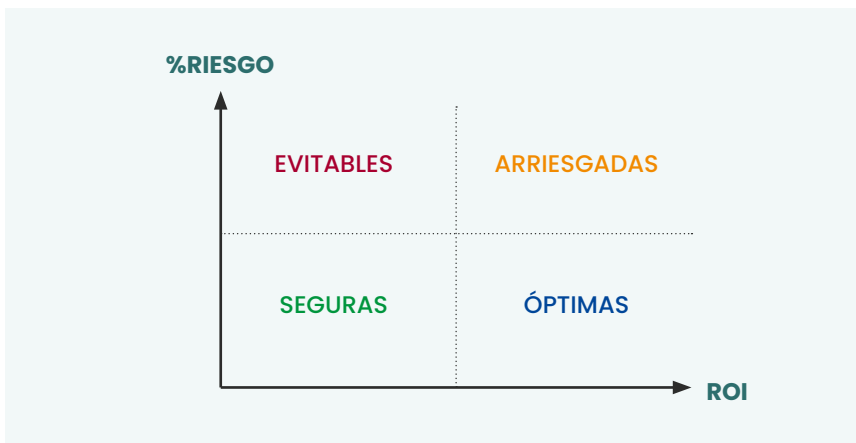 %RIESGO
EVITABLES
ARRIESGADAS
SEGURAS
ÓPTIMAS
ROI